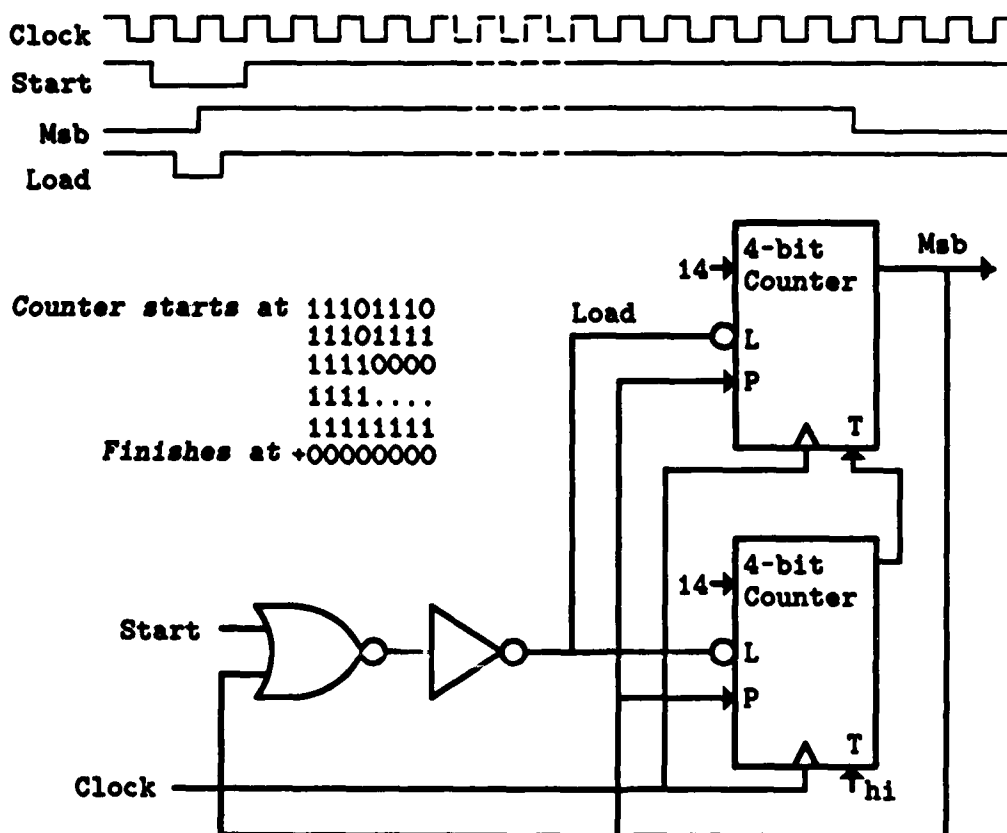 Clock
Start
Msb
Load
4-bit
Counter
Msb
14
L
P
T
Load
Counter starts at 11101110
11101111
11110000
1111....
11111111
Finishes at +00000000
4-bit
Counter
14
L
P
T
hi
Start
Clock